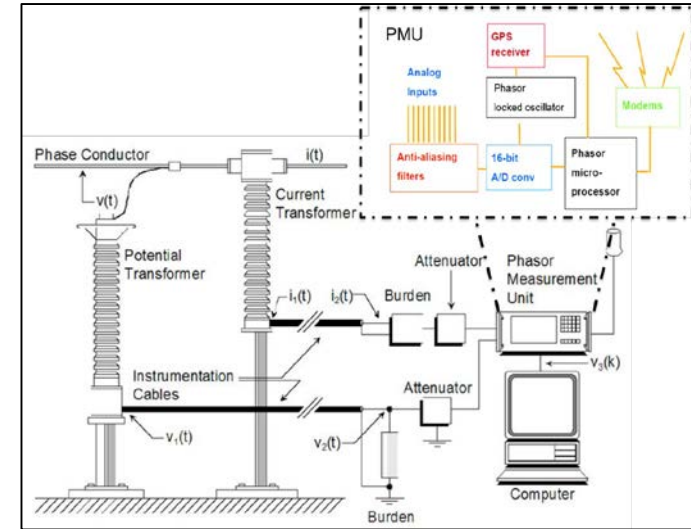 PMU
GPS
receiver
Analog
Inputs
Phasor
locked oscillator
Modems
Anti-aliasing
filters
16-bit
A/D conv
Phasor
micro-
processor
Phase Conductor
i(t)
v(t)
Current
Transformer
Potential
Transformer
Attenuator
Phasor
Measurement
Unit
i₁(t)
i₂(t)
Burden
Instrumentation
Cables
Attenuator
v₃(k)
v₁(t)
v₂(t)
Computer
Burden